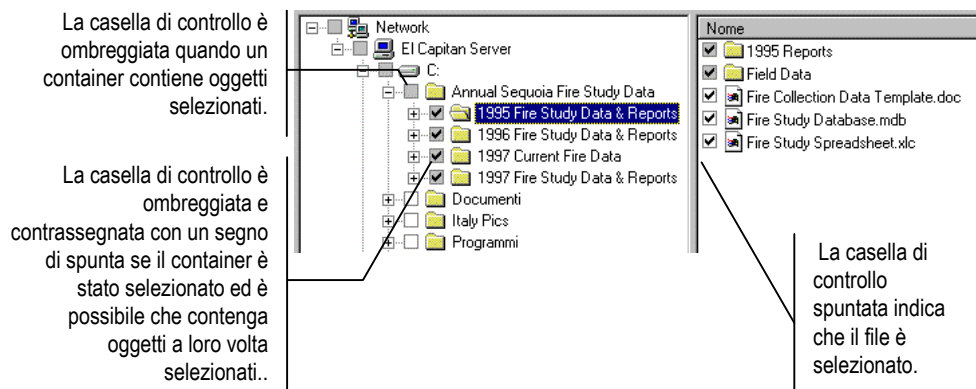 La casella di controllo è
ombreggiata quando un
container contiene oggetti
selezionati.
La casella di controllo è
ombreggiata e
contrassegnata con un segno
di spunta se il container è
stato selezionato ed è
possibile che contenga
oggetti a loro volta
selezionati..
Network
El Capitan Server
C:
Annual Sequoia Fire Study Data
1995 Fire Study Data & Reports
1996 Fire Study Data & Reports
1997 Current Fire Data
1997 Fire Study Data & Reports
Documenti
Italy Pics
Programmi
Nome
1995 Reports
Field Data
Fire Collection Data Template.doc
Fire Study Database.mdb
Fire Study Spreadsheet.xlc
La casella di
controllo
spuntata indica
che il file è
selezionato.